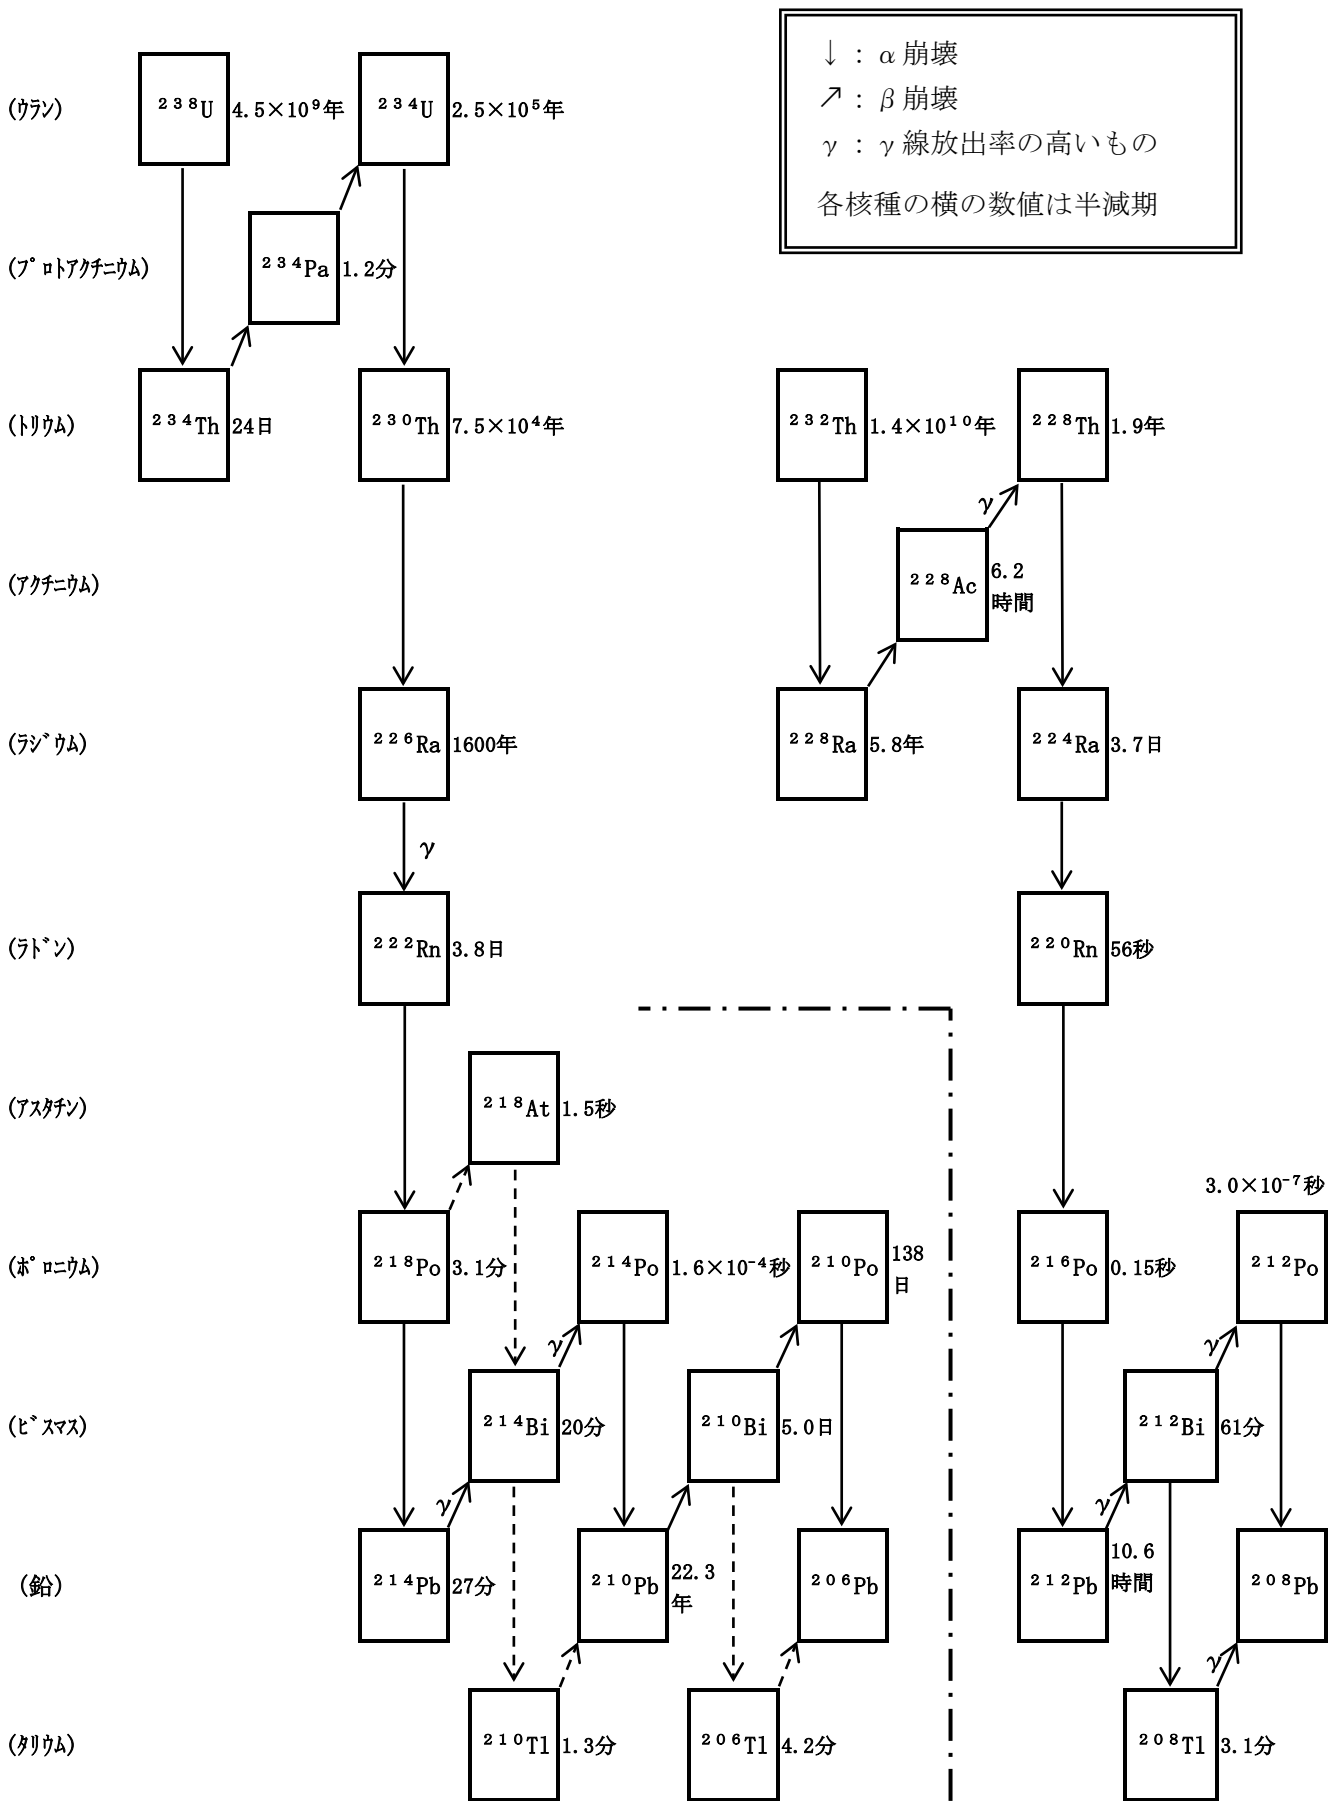 ↓ : α 崩壊
↗ : β 崩壊
γ : γ 線放出率の高いもの
各核種の横の数値は半減期
(ウラン) ²³⁸U 4.5×10⁹年 ²³⁴U 2.5×10⁵年
(プロトアクチニウム) ²³⁴Pa 1.2分
(トリウム) ²³⁴Th 24日 ²³⁰Th 7.5×10⁴年 ²³²Th 1.4×10¹⁰年 ²²⁸Th 1.9年
γ
(アクチニウム) ²²⁸Ac 6.2
時間
(ラジウム) ²²⁶Ra 1600年 ²²⁸Ra 5.8年 ²²⁴Ra 3.7日
γ
(ラドン) ²²²Rn 3.8日 ²²⁰Rn 56秒
(アスタチン) ²¹⁸At 1.5秒
3.0×10⁻⁷秒
(ポロニウム) ²¹⁸Po 3.1分 ²¹⁴Po 1.6×10⁻⁴秒 ²¹⁰Po 138
日 ²¹⁶Po 0.15秒 ²¹²Po
γ γ
(ビスマス) ²¹⁴Bi 20分 ²¹⁰Bi 5.0日 ²¹²Bi 61分
γ γ
(鉛) ²¹⁴Pb 27分 ²¹⁰Pb 22.3
年 ²⁰⁶Pb ²¹²Pb 10.6
時間 ²⁰⁸Pb
γ
(タリウム) ²¹⁰Tl 1.3分 ²⁰⁶Tl 4.2分 ²⁰⁸Tl 3.1分